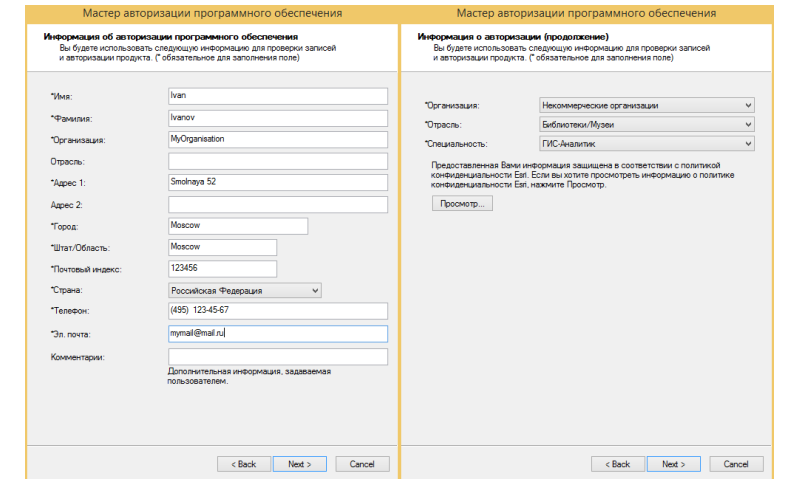 Мастер авторизации программного обеспечения
Информация об авторизации программного обеспечения
Вы будете использовать следующую информацию для проверки записей
и авторизации продукта. (* обязательное для заполнения поле)
*Имя: Ivan
*Фамилия: Ivanov
*Организация: MyOrganisation
Отрасль:
*Адрес 1: Smolnaya 52
Адрес 2:
*Город: Moscow
*Штат/Область: Moscow
*Почтовый индекс: 123456
*Страна: Российская Федерация
*Телефон: (495) 123-45-67
*Эл. почта: mymail@mail.ru
Комментарии:
Дополнительная информация, задаваемая
пользователем.
< Back Next > Cancel
Мастер авторизации программного обеспечения
Информация о авторизации (продолжение)
Вы будете использовать следующую информацию для проверки записей
и авторизации продукта. (* обязательное для заполнения поле)
*Организация: Некоммерческие организации
*Отрасль: Библиотеки/Музеи
*Специальность: ГИС-Аналитик
Предоставленная Вами информация защищена в соответствии с политикой
конфиденциальности Esri. Если вы хотите просмотреть информацию о политике
конфиденциальности Esri, нажмите Просмотр.
Просмотр...
< Back Next > Cancel